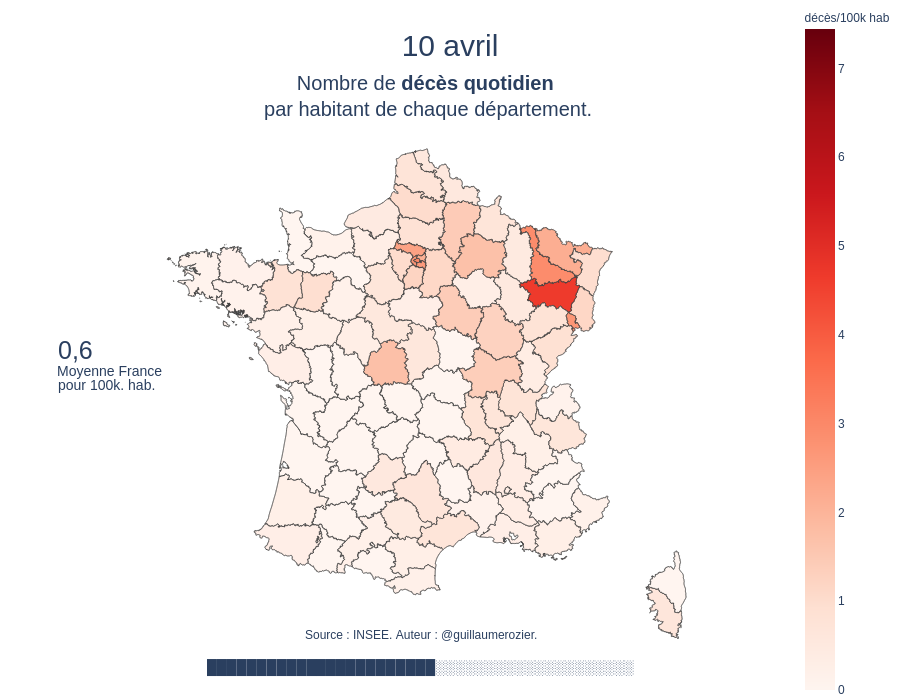 décès/100k hab
10 avril
Nombre de décès quotidien
par habitant de chaque département.
7
6
5
4
3
2
1
0
0,6
Moyenne France
pour 100k. hab.
Source : INSEE. Auteur : @guillaumerozier.